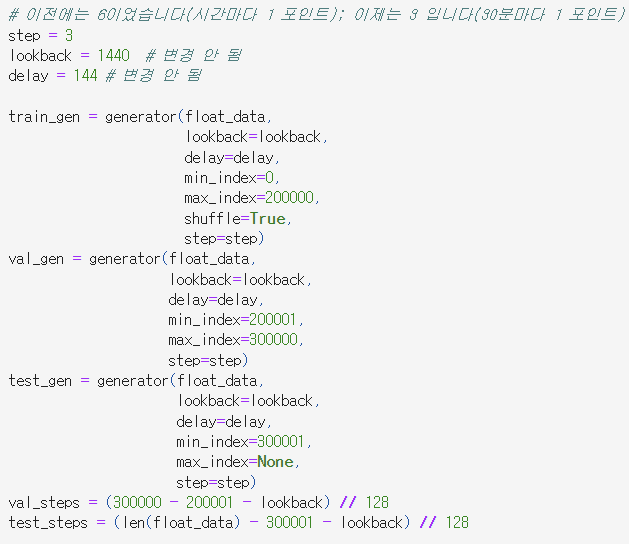 # 이전에는 6이었습니다(시간마다 1 포인트); 이제는 3 입니다(30분마다 1 포인트)
step = 3
lookback = 1440  # 변경 안 됨
delay = 144 # 변경 안 됨

train_gen = generator(float_data,
                      lookback=lookback,
                      delay=delay,
                      min_index=0,
                      max_index=200000,
                      shuffle=True,
                      step=step)
val_gen = generator(float_data,
                    lookback=lookback,
                    delay=delay,
                    min_index=200001,
                    max_index=300000,
                    step=step)
test_gen = generator(float_data,
                     lookback=lookback,
                     delay=delay,
                     min_index=300001,
                     max_index=None,
                     step=step)
val_steps = (300000 - 200001 - lookback) // 128
test_steps = (len(float_data) - 300001 - lookback) // 128